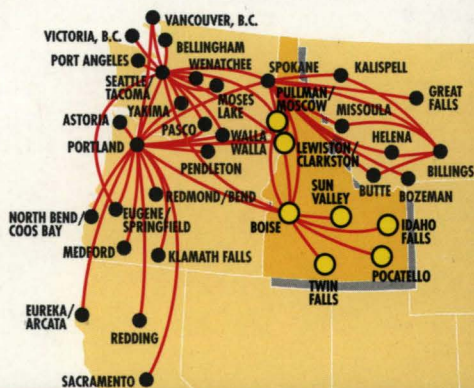 VANCOUVER, B.C.
VICTORIA, B.C.
BELLINGHAM
PORT ANGELES
WENATCHEE
SPOKANE
KALISPELL
SEATTLE/
TACOMA
PULLMAN/
MOSCOW
GREAT
FALLS
YAKIMA
MOSES
LAKE
MISSOULA
ASTORIA
PASCO
WALLA
WALLA
HELENA
PORTLAND
LEWISTON/
CLARKSTON
BILLINGS
PENDLETON
BUTTE
BOZEMAN
REDMOND/BEND
SUN
VALLEY
NORTH BEND/
COOS BAY
EUGENE
SPRINGFIELD
BOISE
IDAHO
FALLS
MEDFORD
KLAMATH FALLS
POCATELLO
TWIN
FALLS
EUREKA/
ARCATA
REDDING
SACRAMENTO